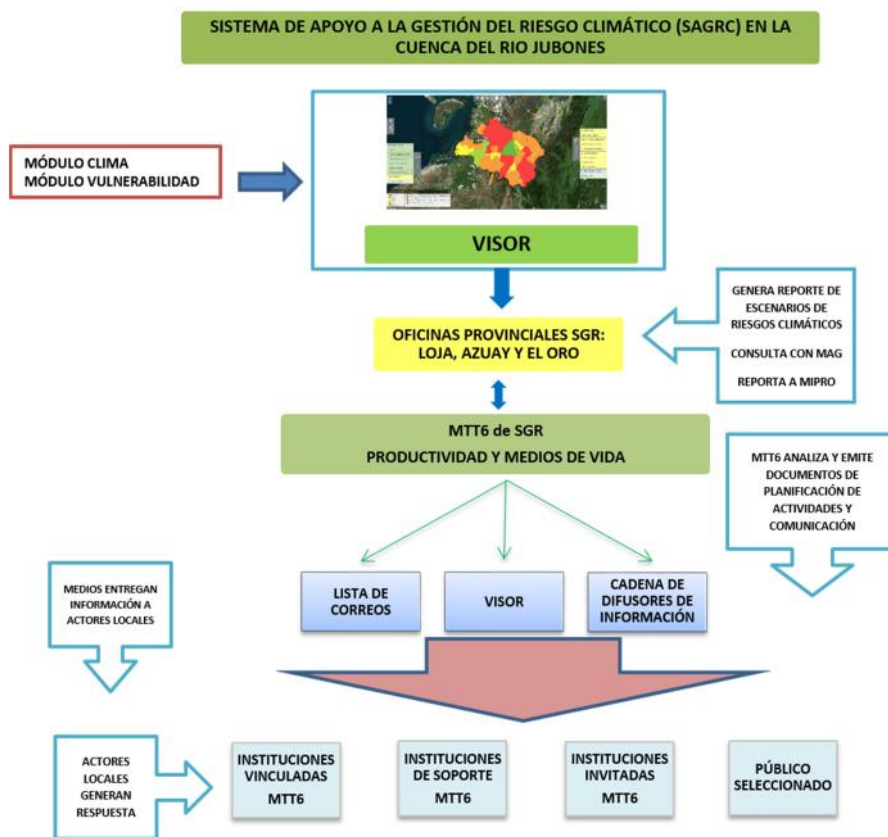 SISTEMA DE APOYO A LA GESTIÓN DEL RIESGO CLIMÁTICO (SAGRC) EN LA
CUENCA DEL RIO JUBONES
MÓDULO CLIMA
MÓDULO VULNERABILIDAD
VISOR
OFICINAS PROVINCIALES SGR:
LOJA, AZUAY Y EL ORO
GENERA REPORTE DE
ESCENARIOS DE
RIESGOS CLIMÁTICOS
CONSULTA CON MAG
REPORTA A MIPRO
MTT6 de SGR
PRODUCTIVIDAD Y MEDIOS DE VIDA
MTT6 ANALIZA Y EMITE
DOCUMENTOS DE
PLANIFICACIÓN DE
ACTIVIDADES Y
COMUNICACIÓN
LISTA DE
CORREOS
VISOR
CADENA DE
DIFUSORES DE
INFORMACIÓN
MEDIOS ENTREGAN
INFORMACIÓN A
ACTORES LOCALES
ACTORES
LOCALES
GENERAN
RESPUESTA
INSTITUCIONES
VINCULADAS
MTT6
INSTITUCIONES
DE SOPORTE
MTT6
INSTITUCIONES
INVITADAS
MTT6
PÚBLICO
SELECCIONADO